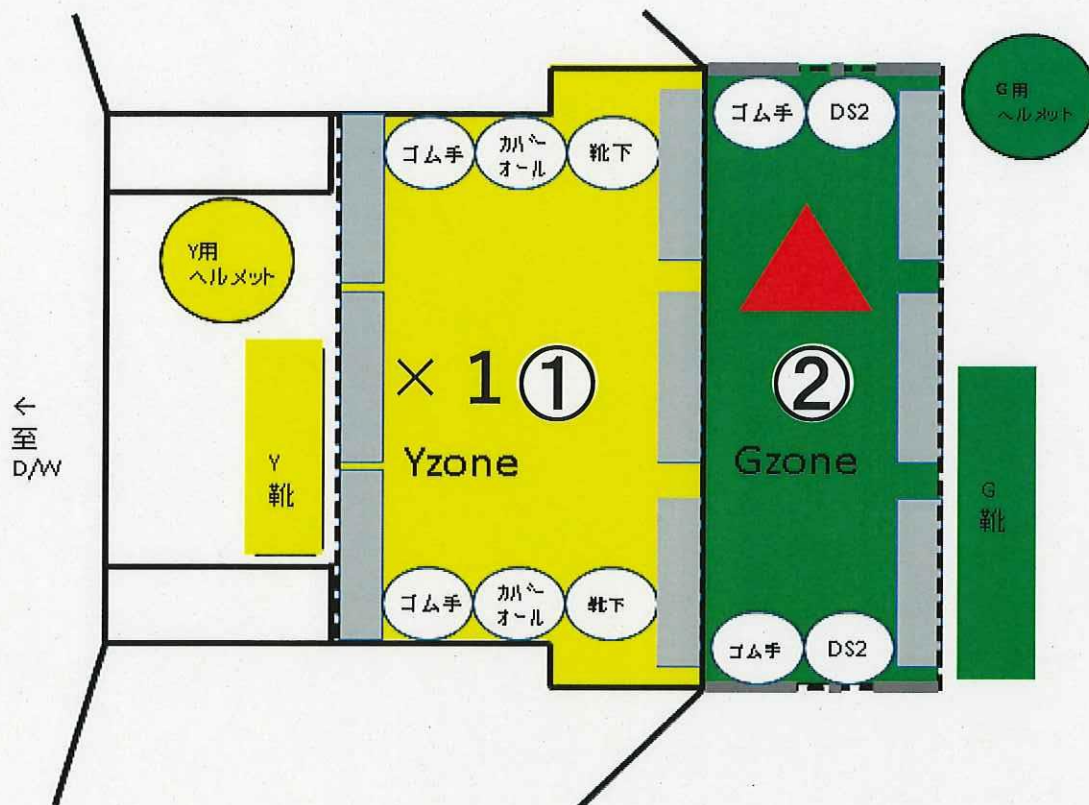 G用
ヘルメット
ゴム手
DS2
ゴム手
カバー
オール
靴下
Y用
ヘルメット
× 1 ①
②
Yzone
Gzone
←
至
D/W
Y
靴
G
靴
ゴム手
カバー
オール
靴下
ゴム手
DS2